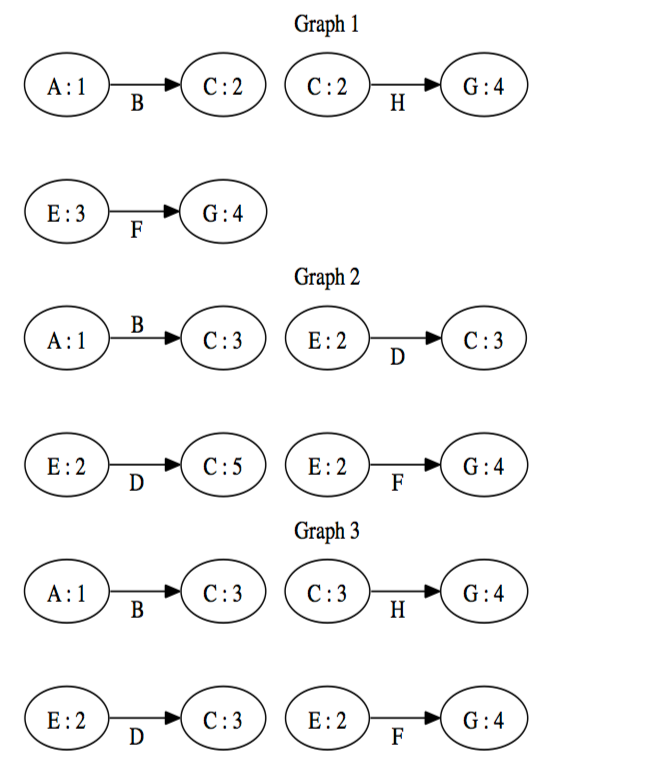 Graph 1
A : 1 B C : 2 C : 2 H G : 4
E : 3 F G : 4
Graph 2
A : 1 B C : 3 E : 2 D C : 3
E : 2 D C : 5 E : 2 F G : 4
Graph 3
A : 1 B C : 3 C : 3 H G : 4
E : 2 D C : 3 E : 2 F G : 4